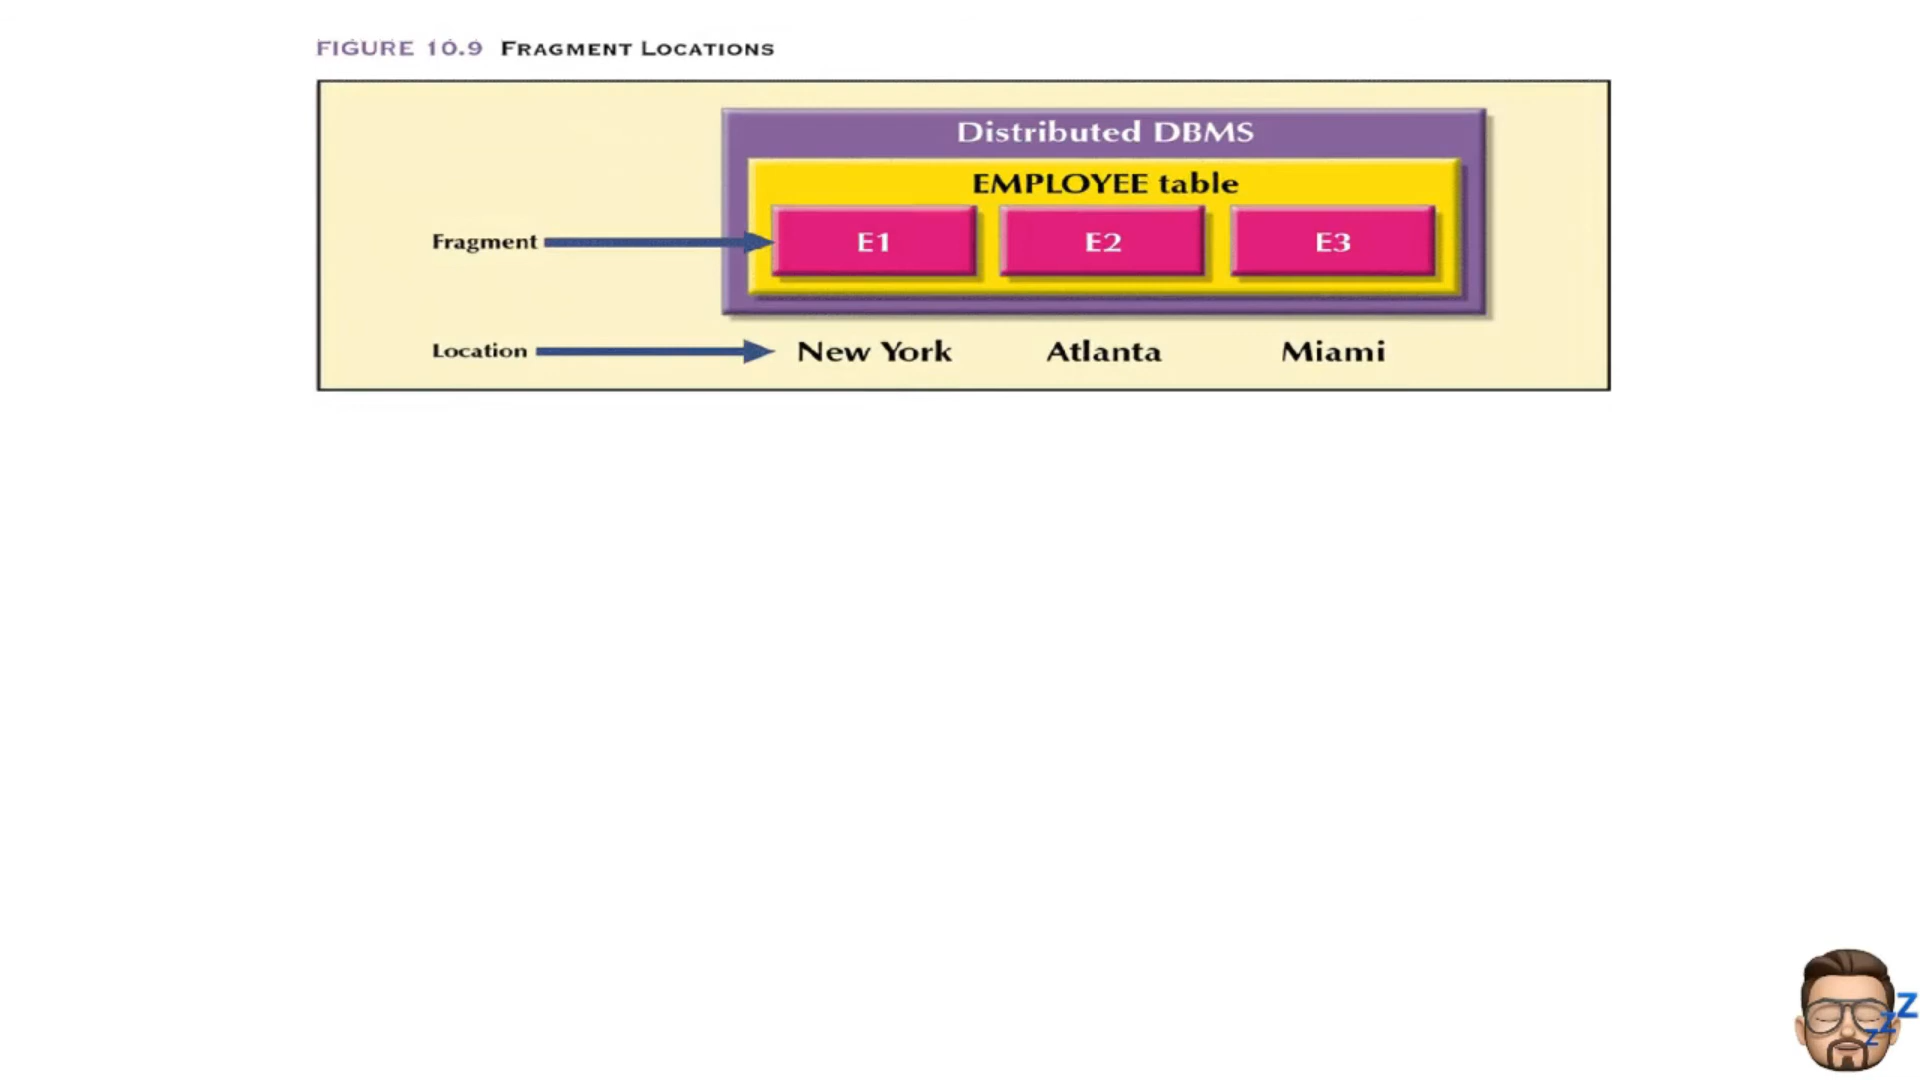 FIGURE 10.9 FRAGMENT LOCATIONS
Distributed DBMS
EMPLOYEE table
Fragment E1 E2 E3
Location New York Atlanta Miami
z z Z